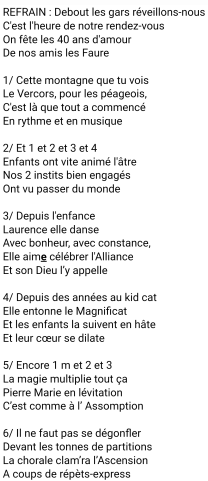 REFRAIN : Debout les gars réveillons-nous
C'est l'heure de notre rendez-vous
On fête les 40 ans d'amour
De nos amis les Faure
1/ Cette montagne que tu vois
Le Vercors, pour les péageois,
C'est là que tout a commencé
En rythme et en musique
2/ Et 1 et 2 et 3 et 4
Enfants ont vite animé l'âtre
Nos 2 instits bien engagés
Ont vu passer du monde
3/ Depuis l'enfance
Laurence elle danse
Avec bonheur, avec constance,
Elle aime célébrer l'Alliance
Et son Dieu l'y appelle
4/ Depuis des années au kid cat
Elle entonne le Magnificat
Et les enfants la suivent en hâte
Et leur cœur se dilate
5/ Encore 1 m et 2 et 3
La magie multiplie tout ça
Pierre Marie en lévitation
C'est comme à l' Assomption
6/ Il ne faut pas se dégonfler
Devant les tonnes de partitions
La chorale clam'ra l'Ascension
A coups de répèts-express